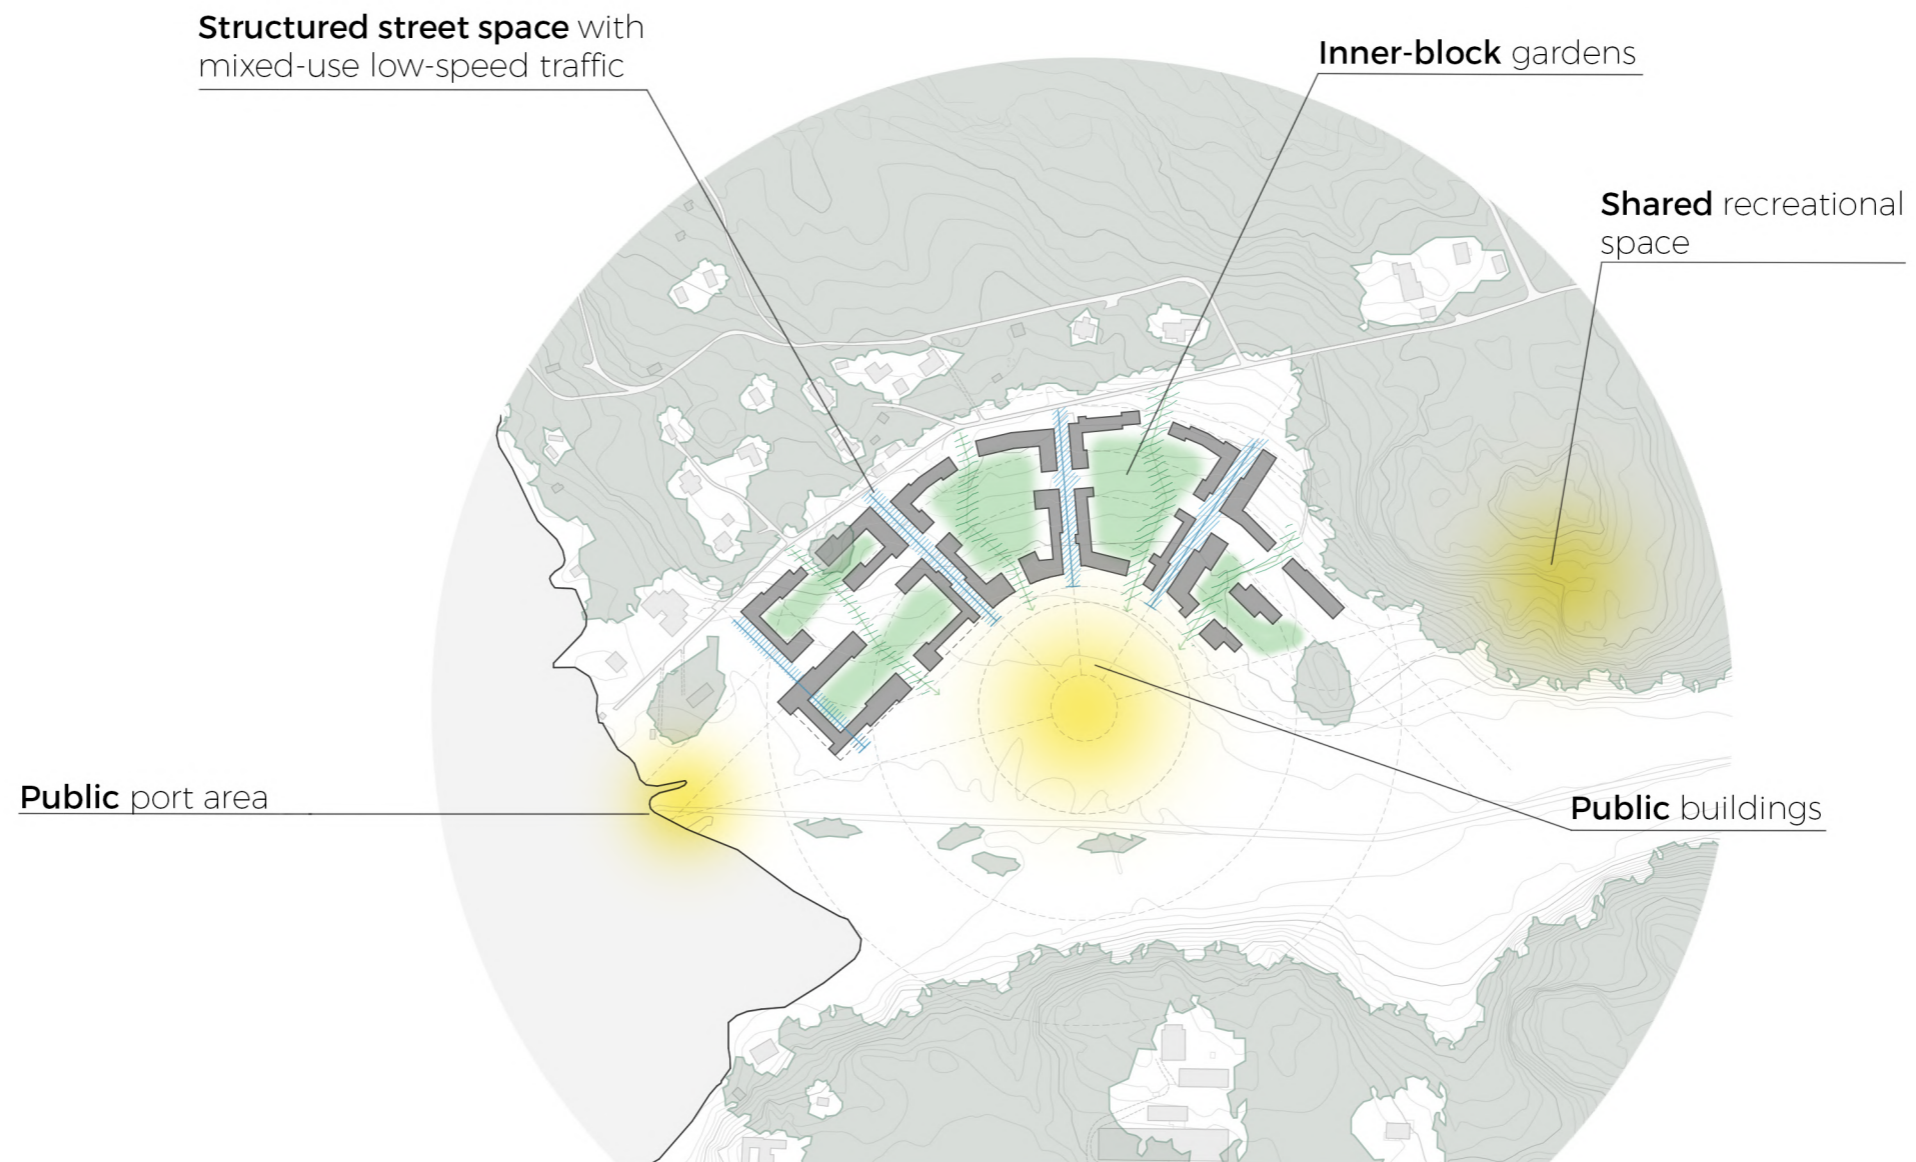 Structured street space with
mixed-use low-speed traffic
Inner-block gardens
Shared recreational
space
Public port area
Public buildings